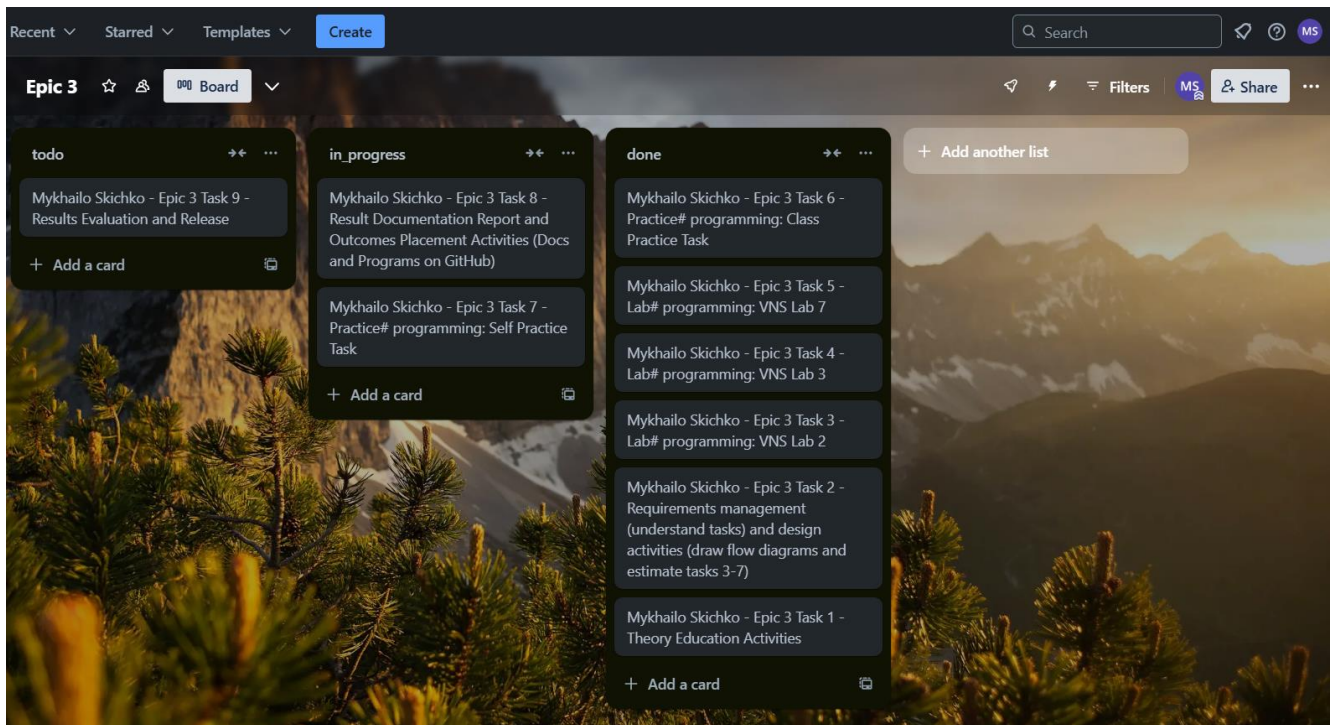 Recent Starred Templates Create Search MS
Epic 3 Board Filters MS Share
todo
Mykhailo Skichko - Epic 3 Task 9 -
Results Evaluation and Release
+ Add a card
in_progress
Mykhailo Skichko - Epic 3 Task 8 -
Result Documentation Report and
Outcomes Placement Activities (Docs
and Programs on GitHub)
Mykhailo Skichko - Epic 3 Task 7 -
Practice# programming: Self Practice
Task
+ Add a card
done
Mykhailo Skichko - Epic 3 Task 6 -
Practice# programming: Class
Practice Task
Mykhailo Skichko - Epic 3 Task 5 -
Lab# programming: VNS Lab 7
Mykhailo Skichko - Epic 3 Task 4 -
Lab# programming: VNS Lab 3
Mykhailo Skichko - Epic 3 Task 3 -
Lab# programming: VNS Lab 2
Mykhailo Skichko - Epic 3 Task 2 -
Requirements management
(understand tasks) and design
activities (draw flow diagrams and
estimate tasks 3-7)
Mykhailo Skichko - Epic 3 Task 1 -
Theory Education Activities
+ Add a card
+ Add another list